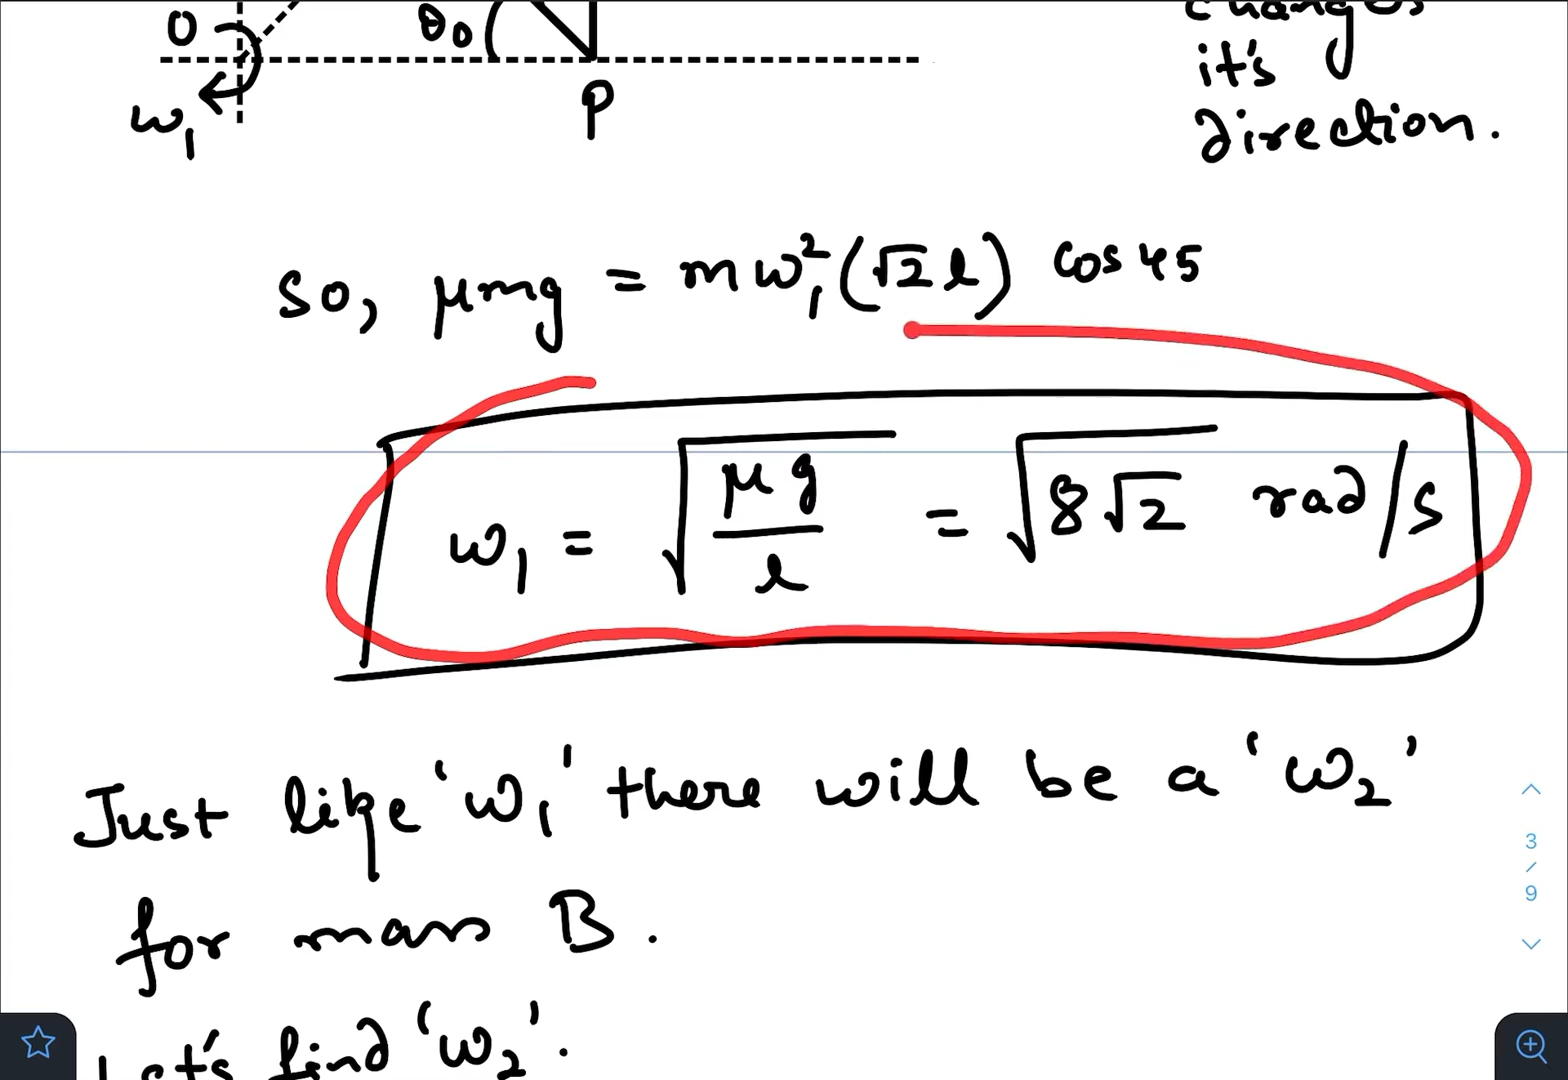 O θ₀ changes
it's
ω₁ P direction.
So, μmg = mω₁²(√2 l) cos 45
ω₁ = √(μg/l) = √(8√2) rad/s
Just like 'ω₁' there will be a 'ω₂'
for mass B.
Let's find 'ω₂'.
3
/
9